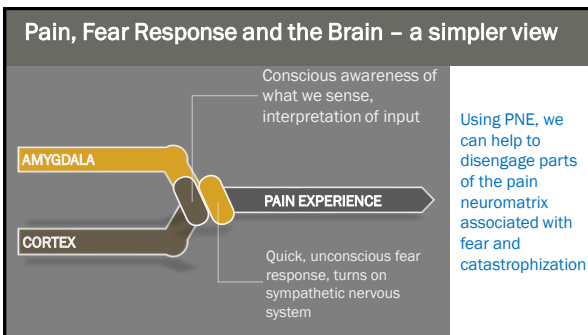 Pain, Fear Response and the Brain – a simpler view
Conscious awareness of
what we sense,
interpretation of input
AMYGDALA
PAIN EXPERIENCE
CORTEX
Quick, unconscious fear
response, turns on
sympathetic nervous
system
Using PNE, we
can help to
disengage parts
of the pain
neuromatrix
associated with
fear and
catastrophization